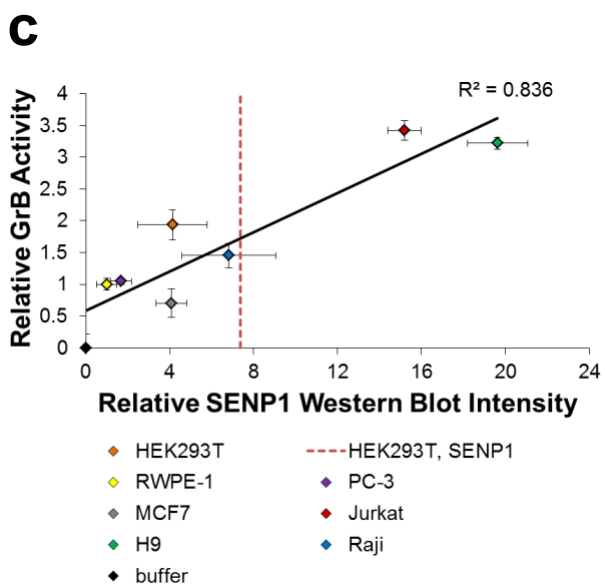 C
R² = 0.836
Relative GrB Activity
4
3.5
3
2.5
2
1.5
1
0.5
0
0 4 8 12 16 20 24
Relative SENP1 Western Blot Intensity
HEK293T HEK293T, SENP1
RWPE-1 PC-3
MCF7 Jurkat
H9 Raji
buffer